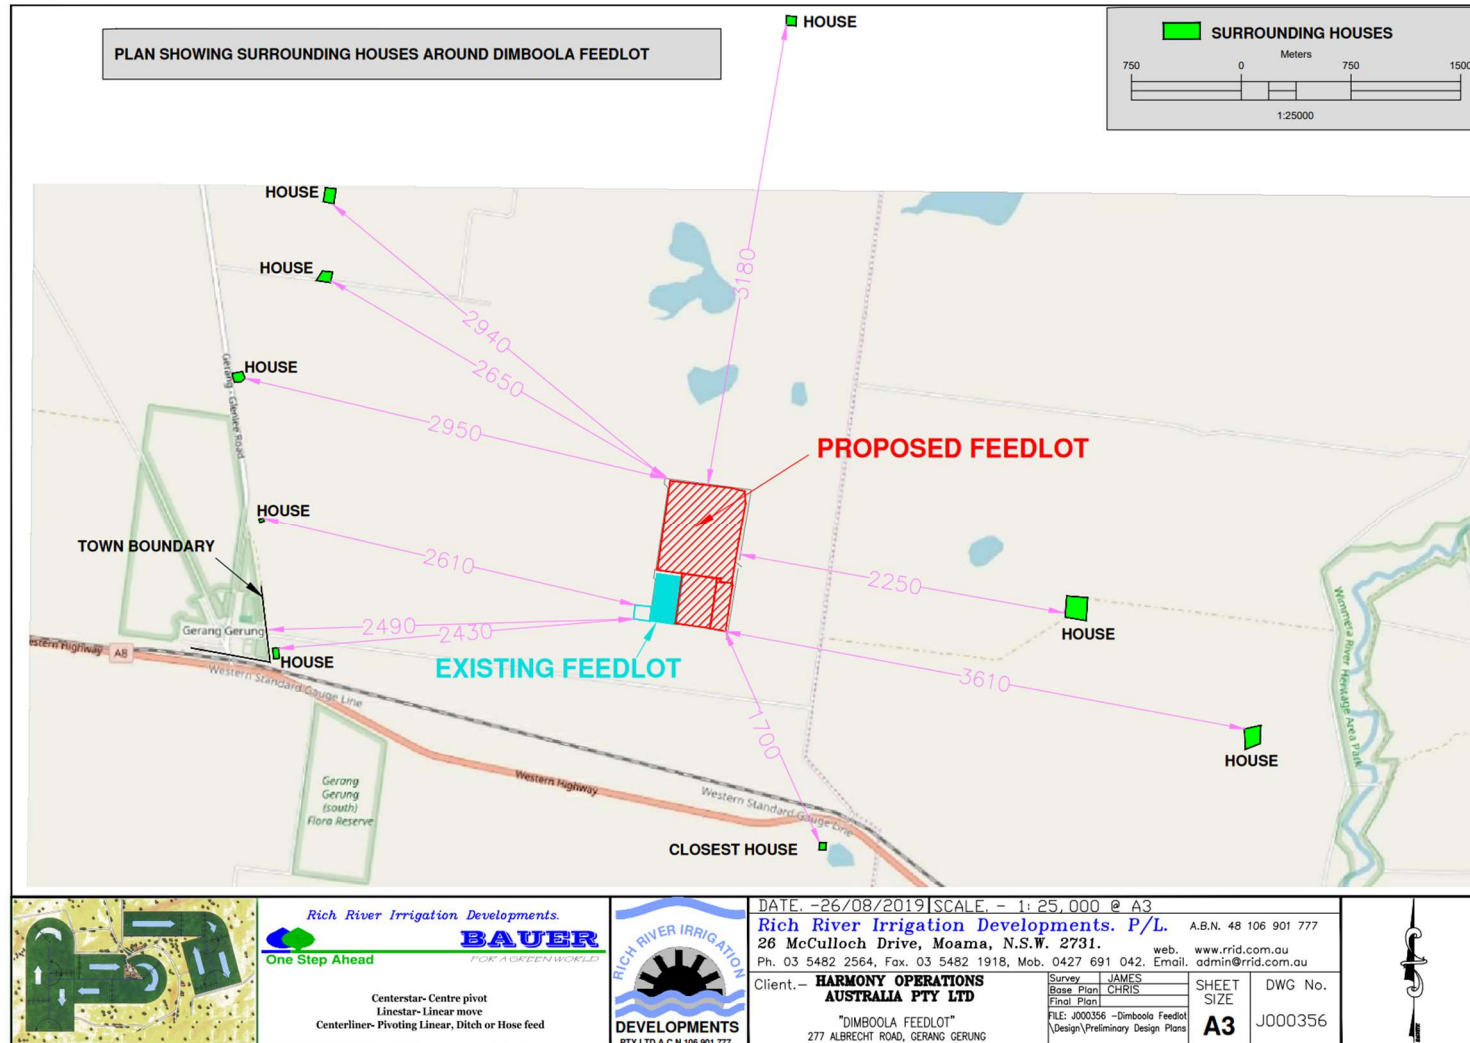 PLAN SHOWING SURROUNDING HOUSES AROUND DIMBOOLA FEEDLOT
HOUSE
SURROUNDING HOUSES
Meters
750 0 750 1500
1:25000
HOUSE
HOUSE
3180
2940
2650
HOUSE
Gerang - Glenlee Road
2950
PROPOSED FEEDLOT
HOUSE
TOWN BOUNDARY
2610
2250
Gerang Gerung
2490
2430
HOUSE
HOUSE
EXISTING FEEDLOT
Western Highway
A8
Western Standard Gauge Line
3610
1700
HOUSE
Wimmera River Heritage Area Park
Gerang
Gerung
(south)
Flora Reserve
Western Highway
Western Standard Gauge Line
CLOSEST HOUSE
Rich River Irrigation Developments.
BAUER
One Step Ahead
FOR A GREEN WORLD
Centerstar- Centre pivot
Linestar- Linear move
Centerliner- Pivoting Linear, Ditch or Hose feed
RICH RIVER IRRIGATION
DEVELOPMENTS
PTY LTD A.C.N 106 901 777
DATE. -26/08/2019 SCALE. - 1: 25,000 @ A3
Rich River Irrigation Developments. P/L. A.B.N. 48 106 901 777
26 McCulloch Drive, Moama, N.S.W. 2731. web. www.rrid.com.au
Ph. 03 5482 2564, Fax. 03 5482 1918, Mob. 0427 691 042. Email. admin@rrid.com.au
Client.- HARMONY OPERATIONS
AUSTRALIA PTY LTD
"DIMBOOLA FEEDLOT"
277 ALBRECHT ROAD, GERANG GERUNG
Survey JAMES
Base Plan CHRIS
Final Plan
FILE: J000356 -Dimboola Feedlot
\Design\Preliminary Design Plans
SHEET
SIZE
A3
DWG No.
J000356